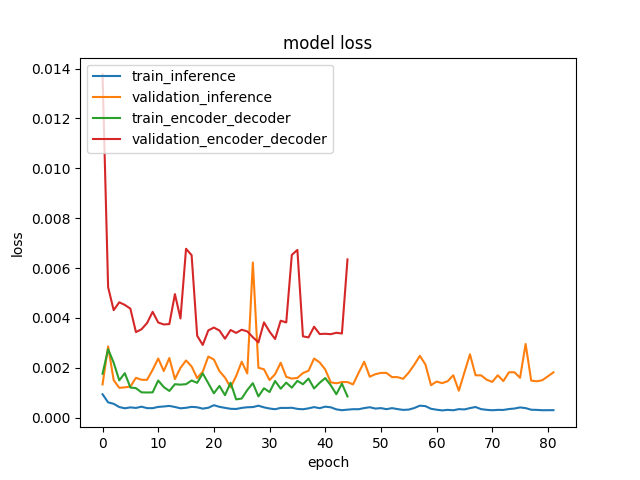 model loss
train_inference
validation_inference
train_encoder_decoder
validation_encoder_decoder
0.014
0.012
0.010
0.008
0.006
0.004
0.002
0.000
loss
0 10 20 30 40 50 60 70 80
epoch